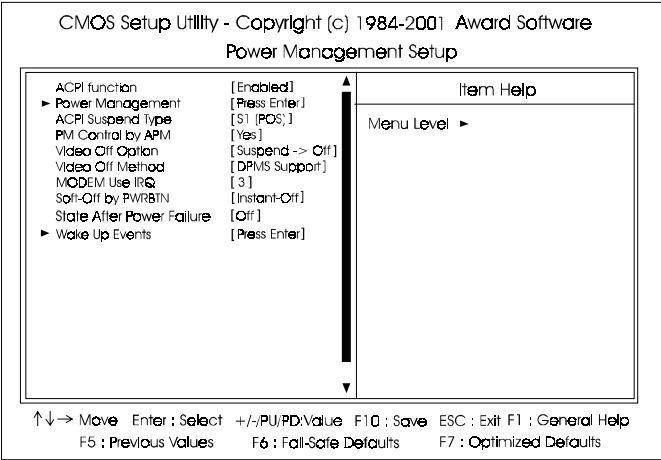 CMOS Setup Utility - Copyright (c) 1984-2001 Award Software
Power Management Setup
ACPI function [Enabled]
► Power Management [Press Enter]
ACPI Suspend Type [S1 (POS)]
PM Control by APM [Yes]
Video Off Option [Suspend -> Off]
Video Off Method [DPMS Support]
MODEM Use IRQ [3]
Soft-Off by PWRBTN [Instant-Off]
State After Power Failure [Off]
► Wake Up Events [Press Enter]
Item Help
Menu Level ►
↑↓→ Move Enter : Select +/-/PU/PD:Value F10 : Save ESC : Exit F1 : General Help
F5 : Previous Values F6 : Fail-Safe Defaults F7 : Optimized Defaults